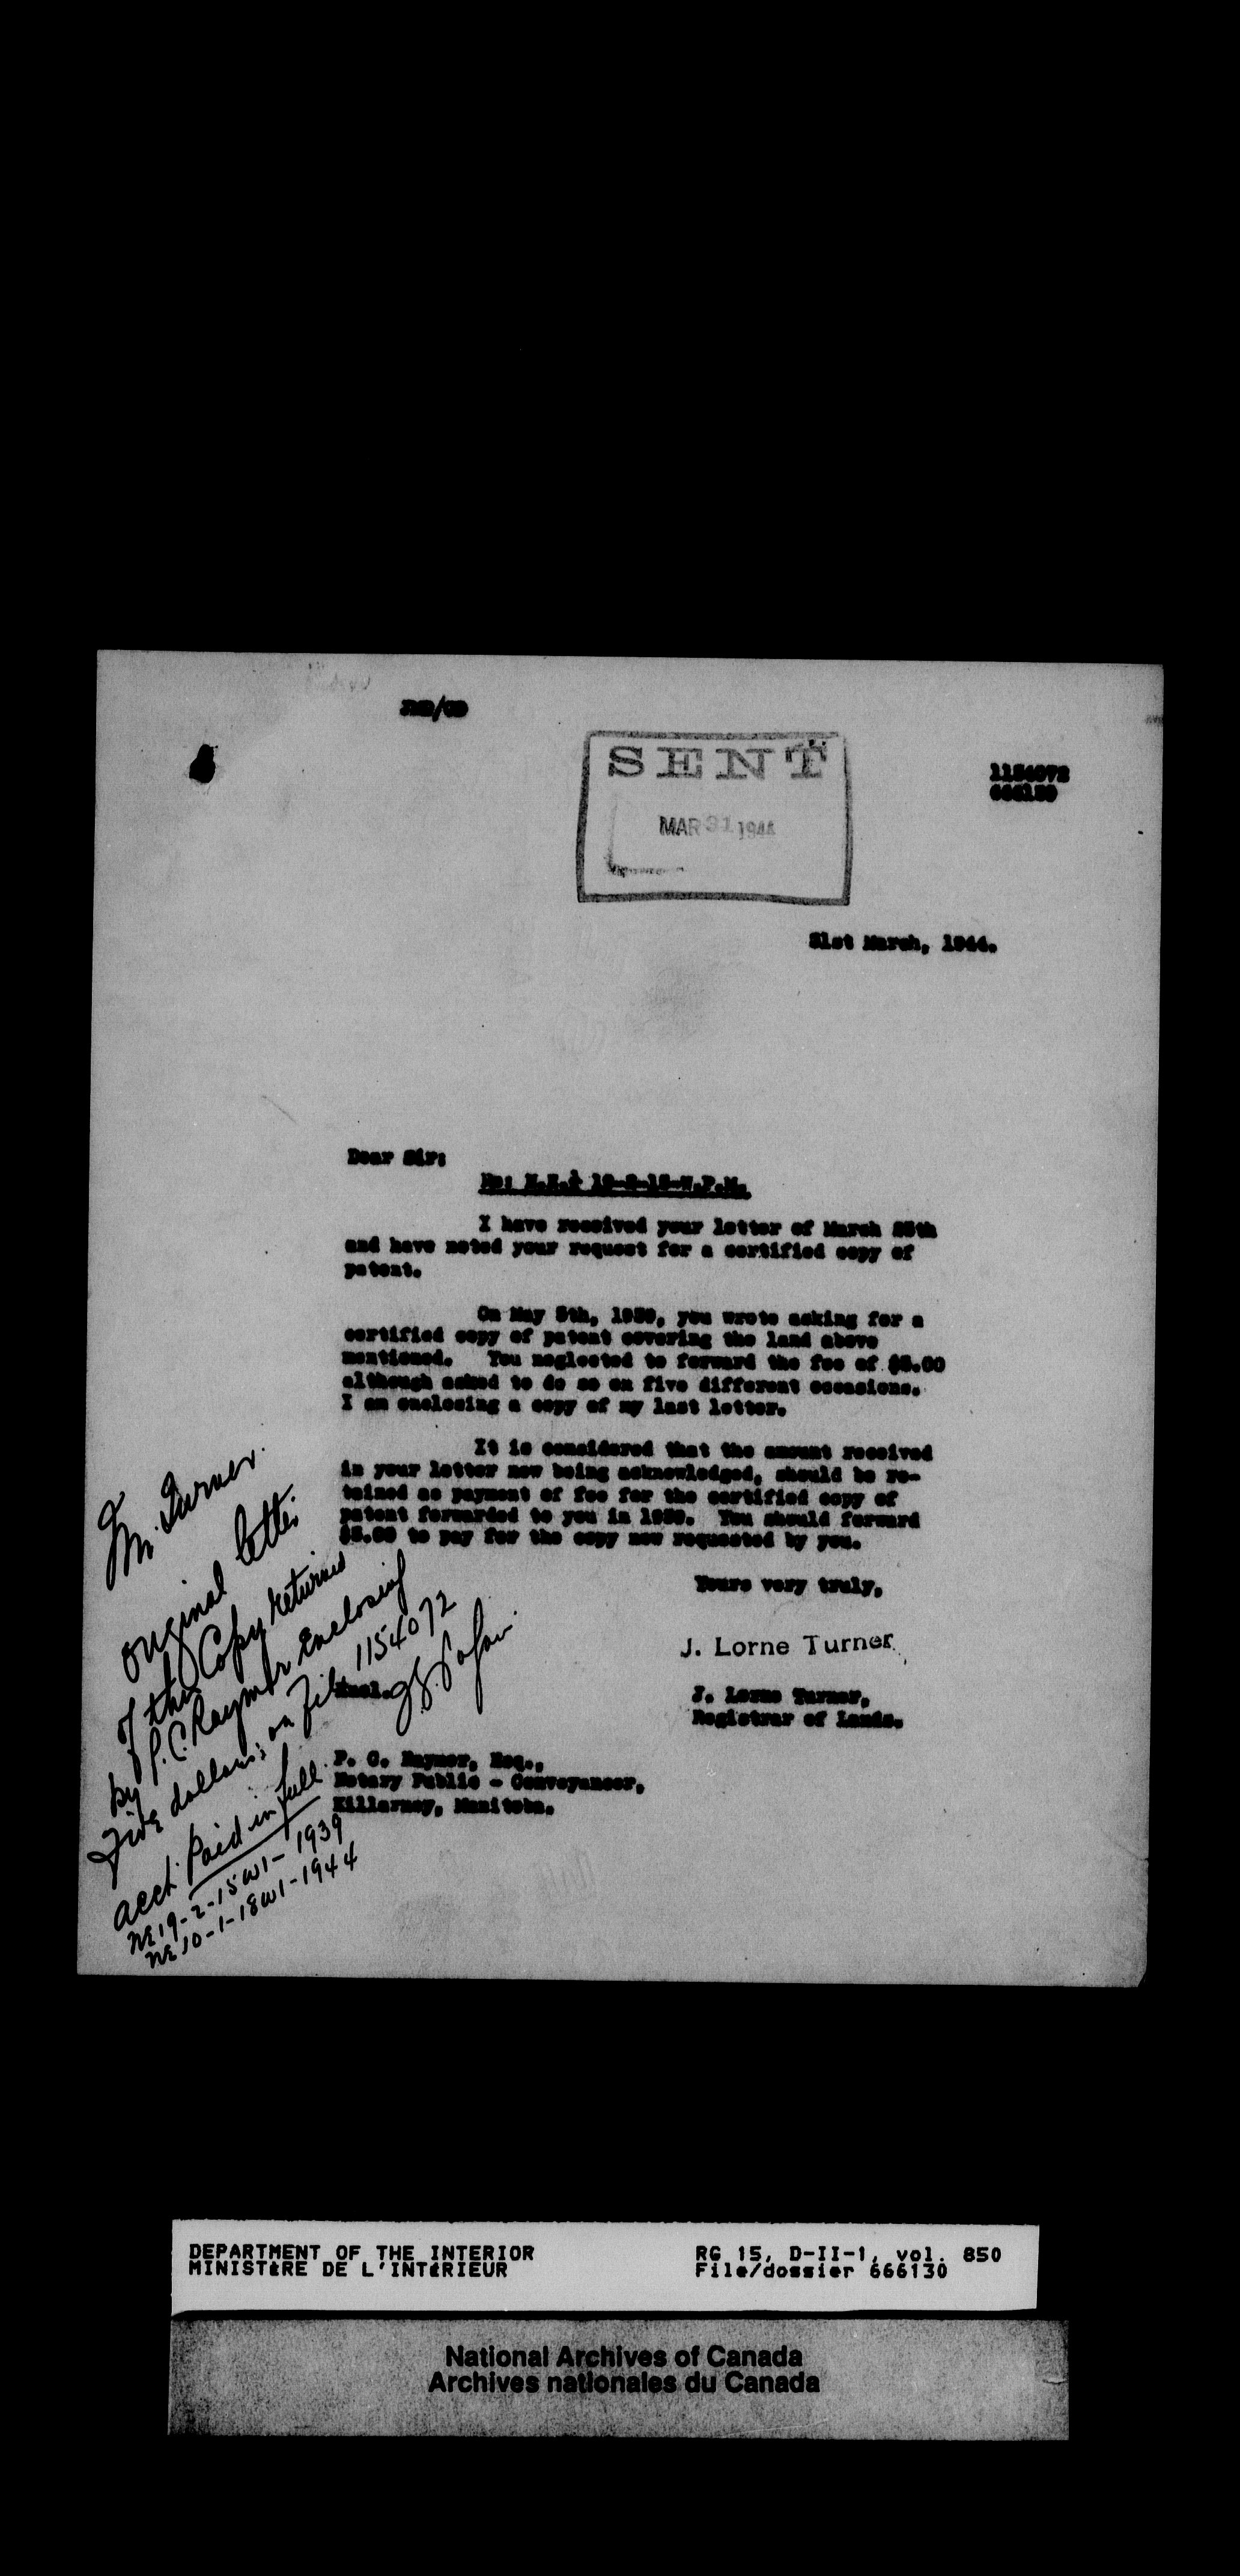 SENT
MAR 31 1944
1154072
666130
31st March, 1944.
Dear Sir:
Re: N.E.¼ 19-2-15-W.P.M.
I have received your letter of March 25th
and have noted your request for a certified copy of
patent.
On May 5th, 1939, you wrote asking for a
certified copy of patent covering the land above
mentioned. You neglected to forward the fee of $5.00
although asked to do so on five different occasions.
I am enclosing a copy of my last letter.
It is considered that the amount received
in your letter now being acknowledged, should be re-
tained as payment of fee for the certified copy of
patent forwarded to you in 1939. You should forward
$5.00 to pay for the copy now requested by you.
Yours very truly,
J. Lorne Turner
J. Lorne Turner,
Registrar of Lands.
Encl.
P. C. Raymer, Esq.,
Notary Public - Conveyancer,
Killarney, Manitoba.
Mr. Turner.
Original letter
of this Copy returned
by P.C. Raymer enclosing
Five dollars; on File 1154072
acct. Paid in full.
NE 19-2-15W1-1939
NE 10-1-18W1-1944
DEPARTMENT OF THE INTERIOR
MINISTÈRE DE L'INTÉRIEUR
RG 15, D-II-1, vol. 850
File/dossier 666130
National Archives of Canada
Archives nationales du Canada